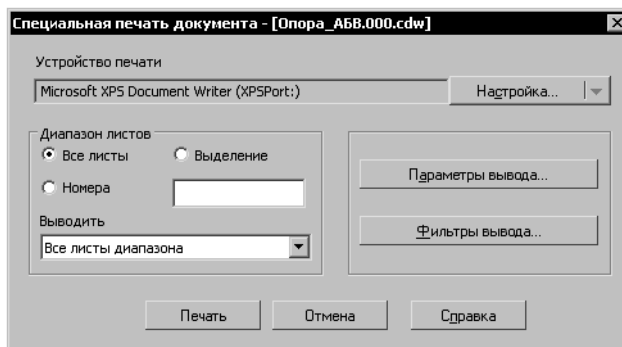 Специальная печать документа - [Опора_АБВ.000.cdw]
Устройство печати
Microsoft XPS Document Writer (XPSPort:)
Настройка...
Диапазон листов
Все листы
Выделение
Номера
Выводить
Все листы диапазона
Параметры вывода...
Фильтры вывода...
Печать
Отмена
Справка